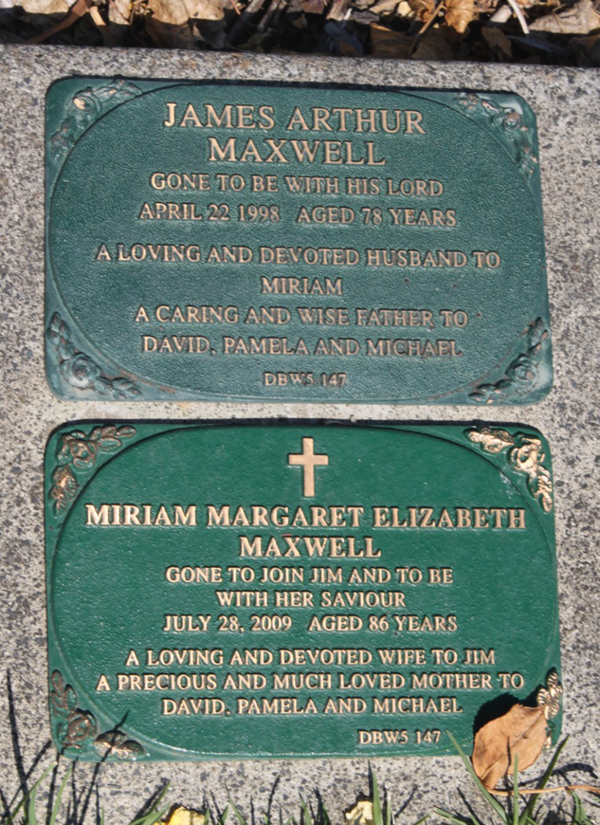 JAMES ARTHUR
MAXWELL
GONE TO BE WITH HIS LORD
APRIL 22 1998 AGED 78 YEARS
A LOVING AND DEVOTED HUSBAND TO
MIRIAM
A CARING AND WISE FATHER TO
DAVID, PAMELA AND MICHAEL
DBW5 147
MIRIAM MARGARET ELIZABETH
MAXWELL
GONE TO JOIN JIM AND TO BE
WITH HER SAVIOUR
JULY 28, 2009 AGED 86 YEARS
A LOVING AND DEVOTED WIFE TO JIM
A PRECIOUS AND MUCH LOVED MOTHER TO
DAVID, PAMELA AND MICHAEL
DBW5 147